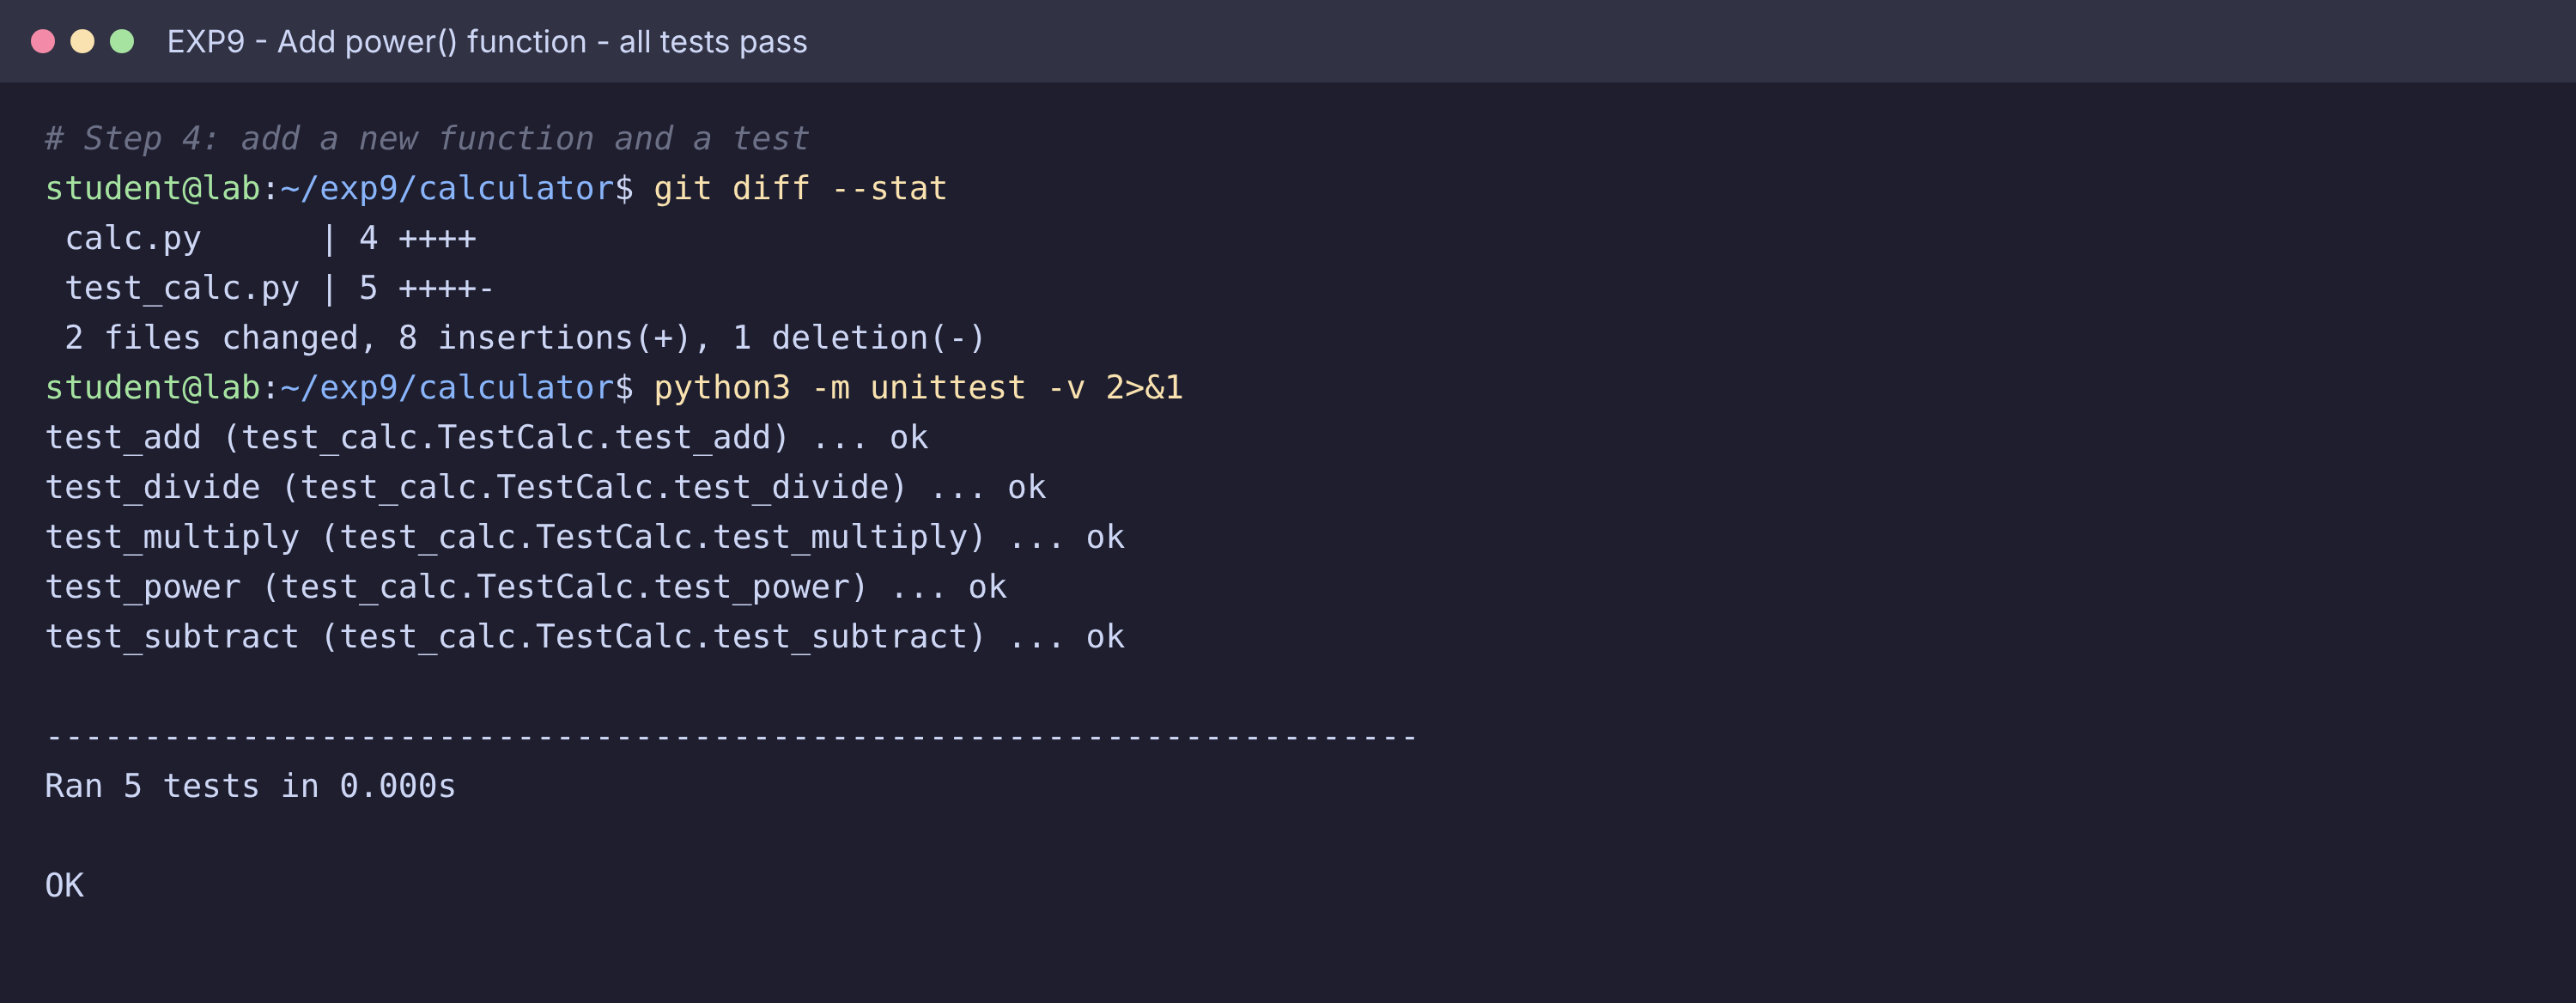 EXP9 - Add power() function - all tests pass
# Step 4: add a new function and a test
student@lab:~/exp9/calculator$ git diff --stat
 calc.py      | 4 ++++
 test_calc.py | 5 ++++-
 2 files changed, 8 insertions(+), 1 deletion(-)
student@lab:~/exp9/calculator$ python3 -m unittest -v 2>&1
test_add (test_calc.TestCalc.test_add) ... ok
test_divide (test_calc.TestCalc.test_divide) ... ok
test_multiply (test_calc.TestCalc.test_multiply) ... ok
test_power (test_calc.TestCalc.test_power) ... ok
test_subtract (test_calc.TestCalc.test_subtract) ... ok
----------------------------------------------------------------------
Ran 5 tests in 0.000s
OK